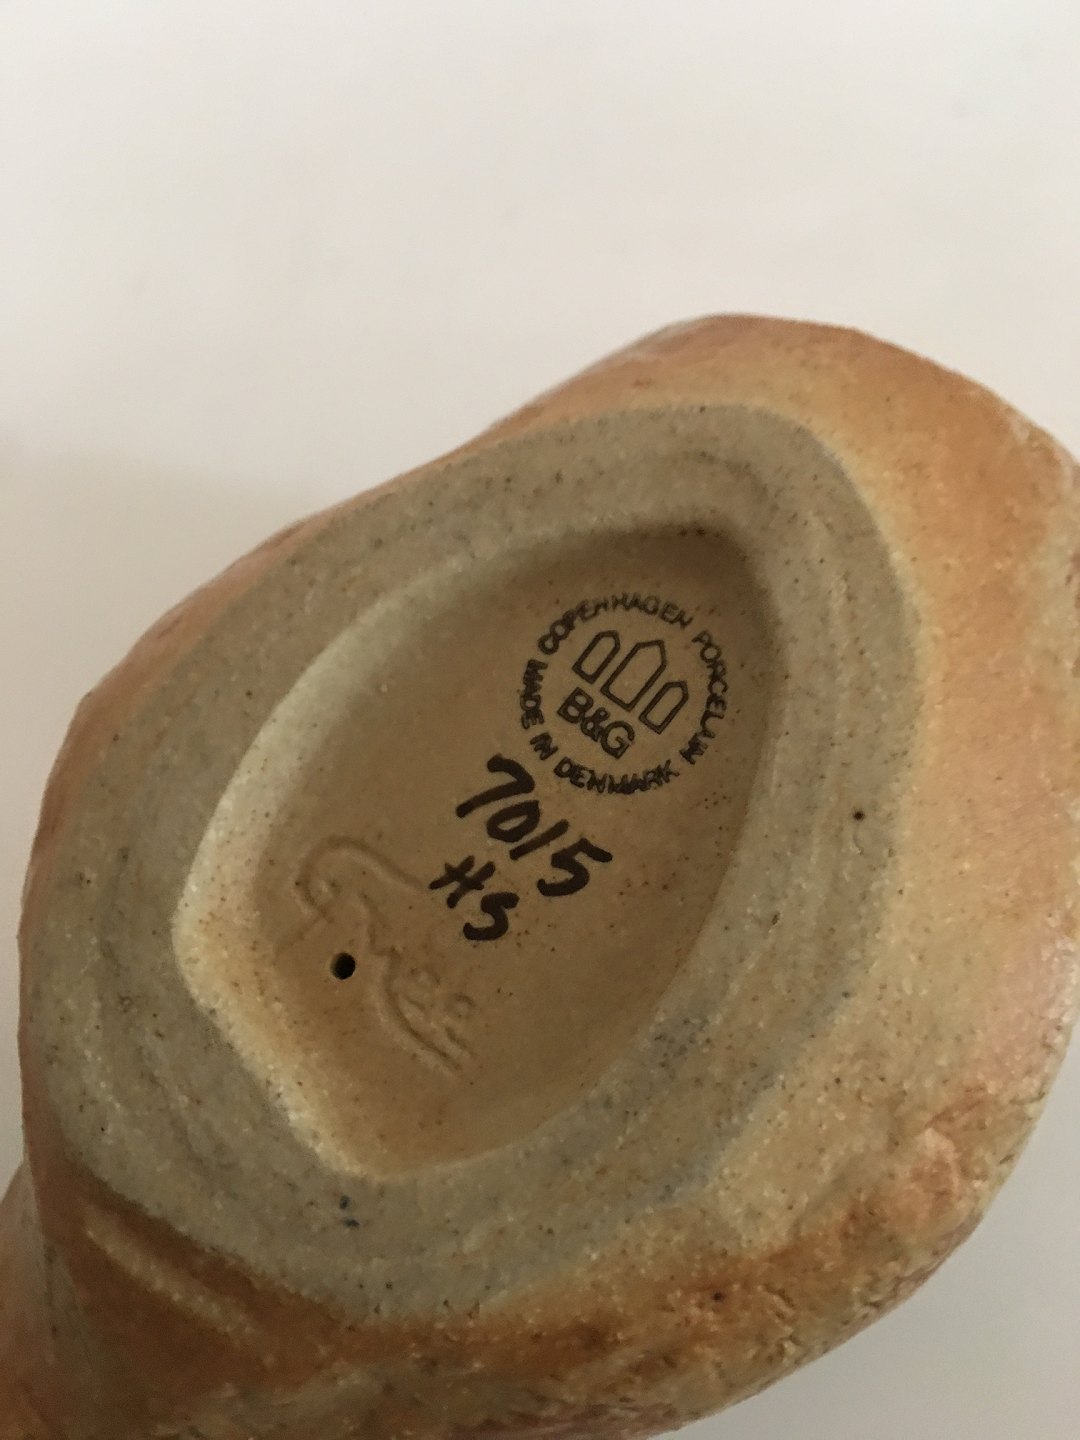 COPENHAGEN PORCELAIN
B&G
MADE IN DENMARK
7015
HS